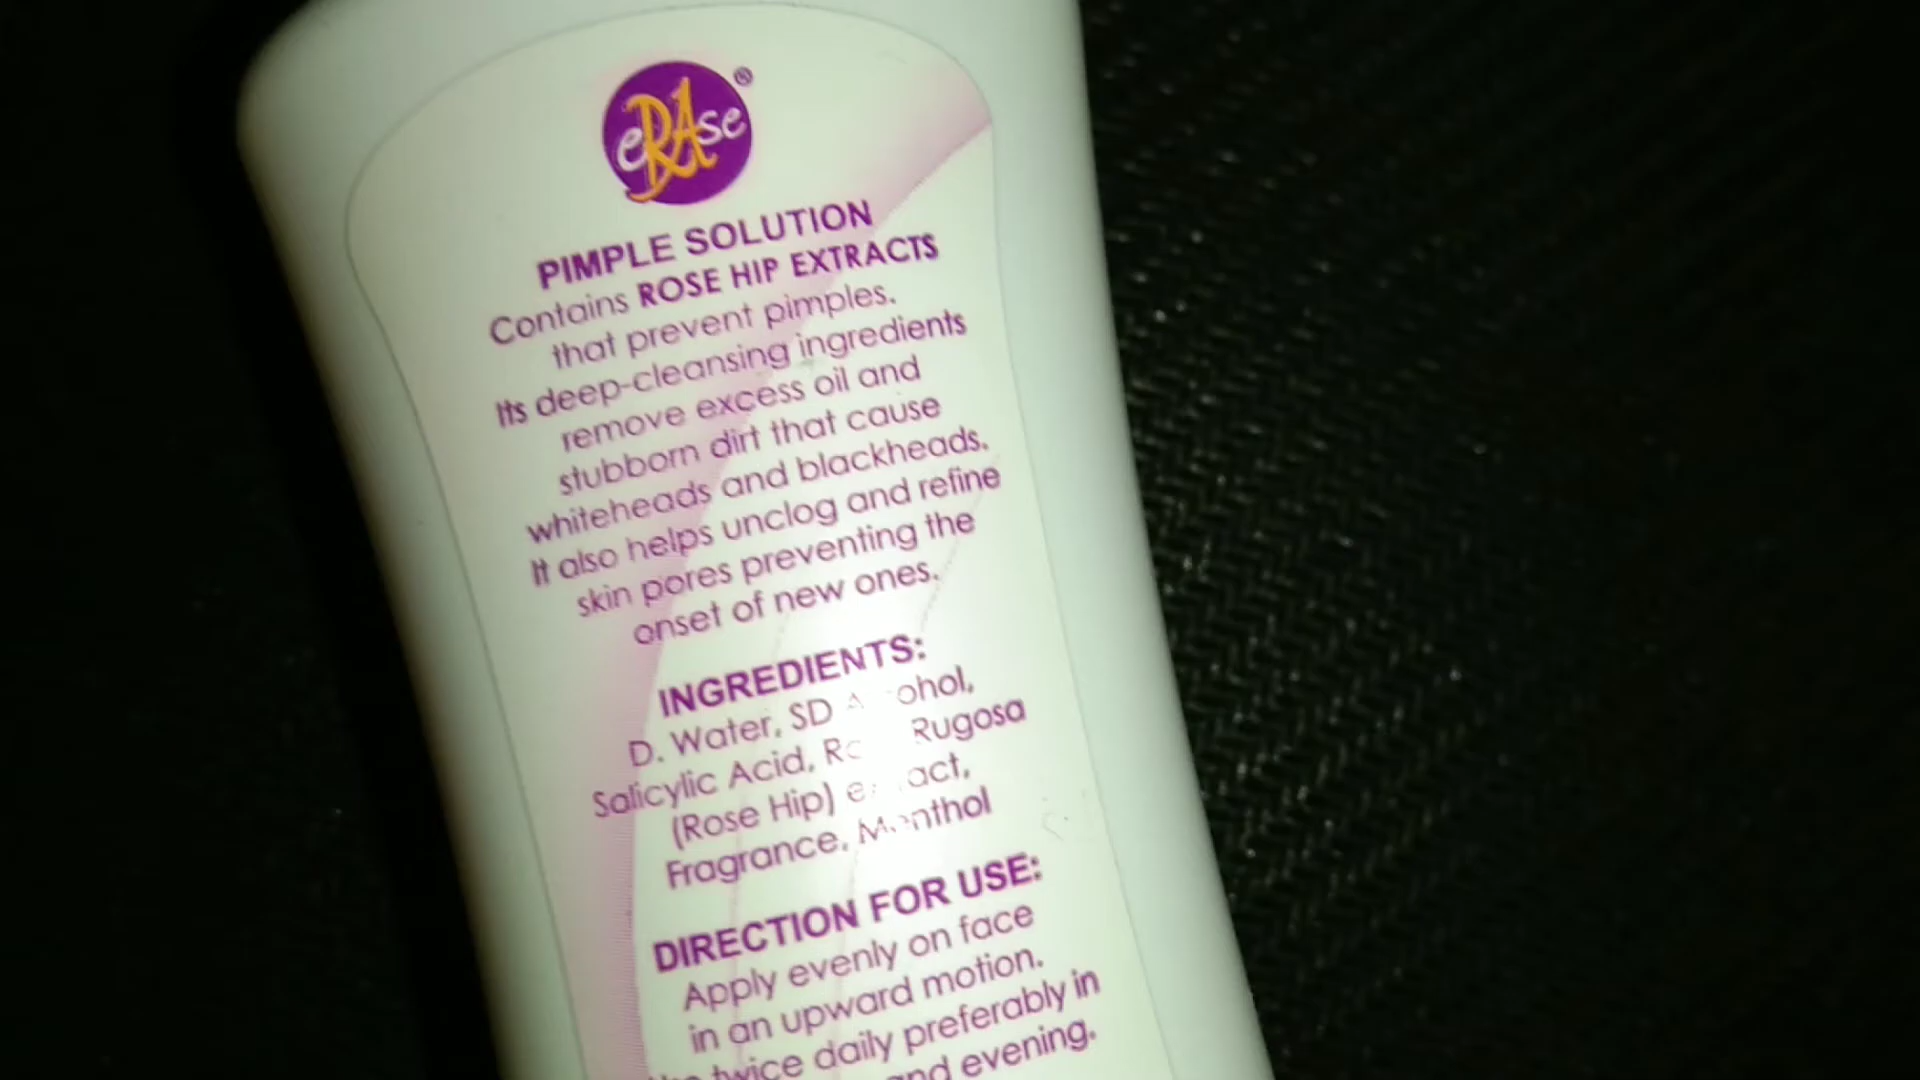 eRAse®
PIMPLE SOLUTION
Contains ROSE HIP EXTRACTS
that prevent pimples.
Its deep-cleansing ingredients
remove excess oil and
stubborn dirt that cause
whiteheads and blackheads.
It also helps unclog and refine
skin pores preventing the
onset of new ones.
INGREDIENTS:
D. Water, SD
Salicylic Acid, Rugosa
(Rose Hip)
Fragrance, Menthol
DIRECTION FOR USE:
Apply evenly on face
in an upward motion.
twice daily preferably in
and evening.